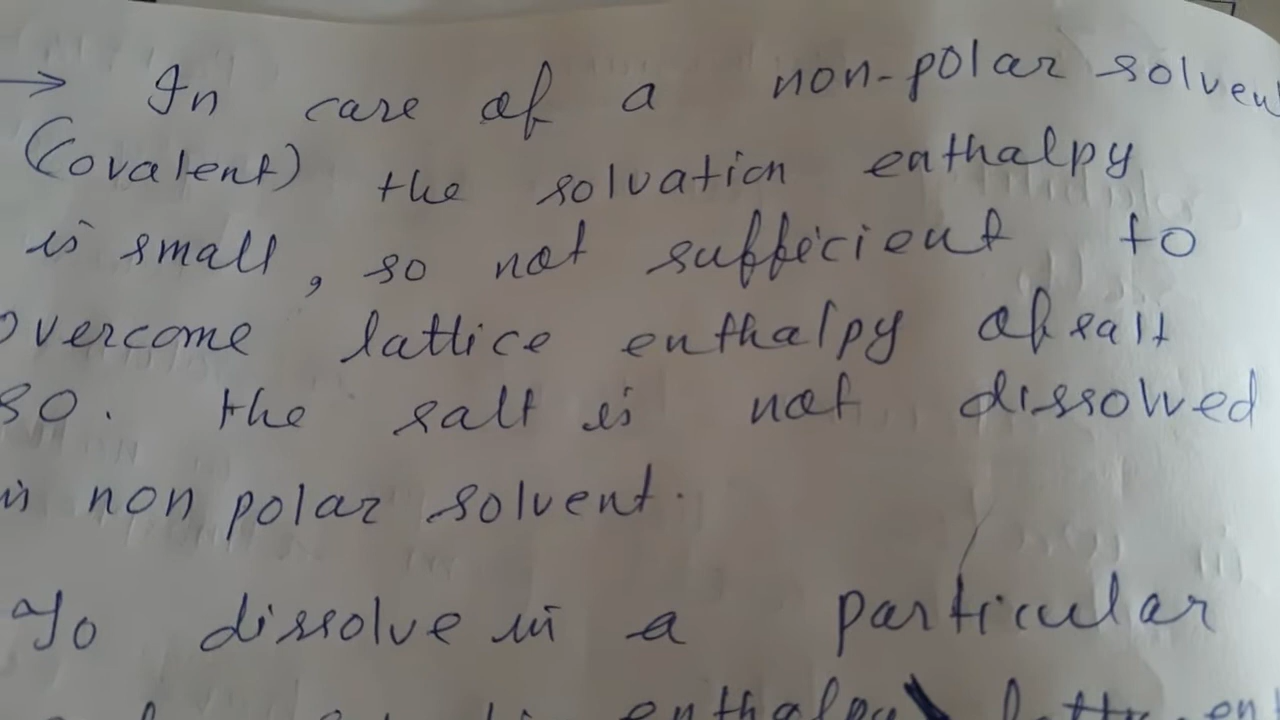 → In case of a non-polar solven
(covalent) the solvation enthalpy
is small, so not sufficient to
overcome lattice enthalpy of salt
so. the salt is not dissolved
in non polar solvent.
To dissolve in a particular
enthalpy